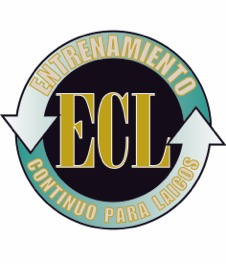 ENTRENAMIENTO
ECL
CONTINUO PARA LAICOS